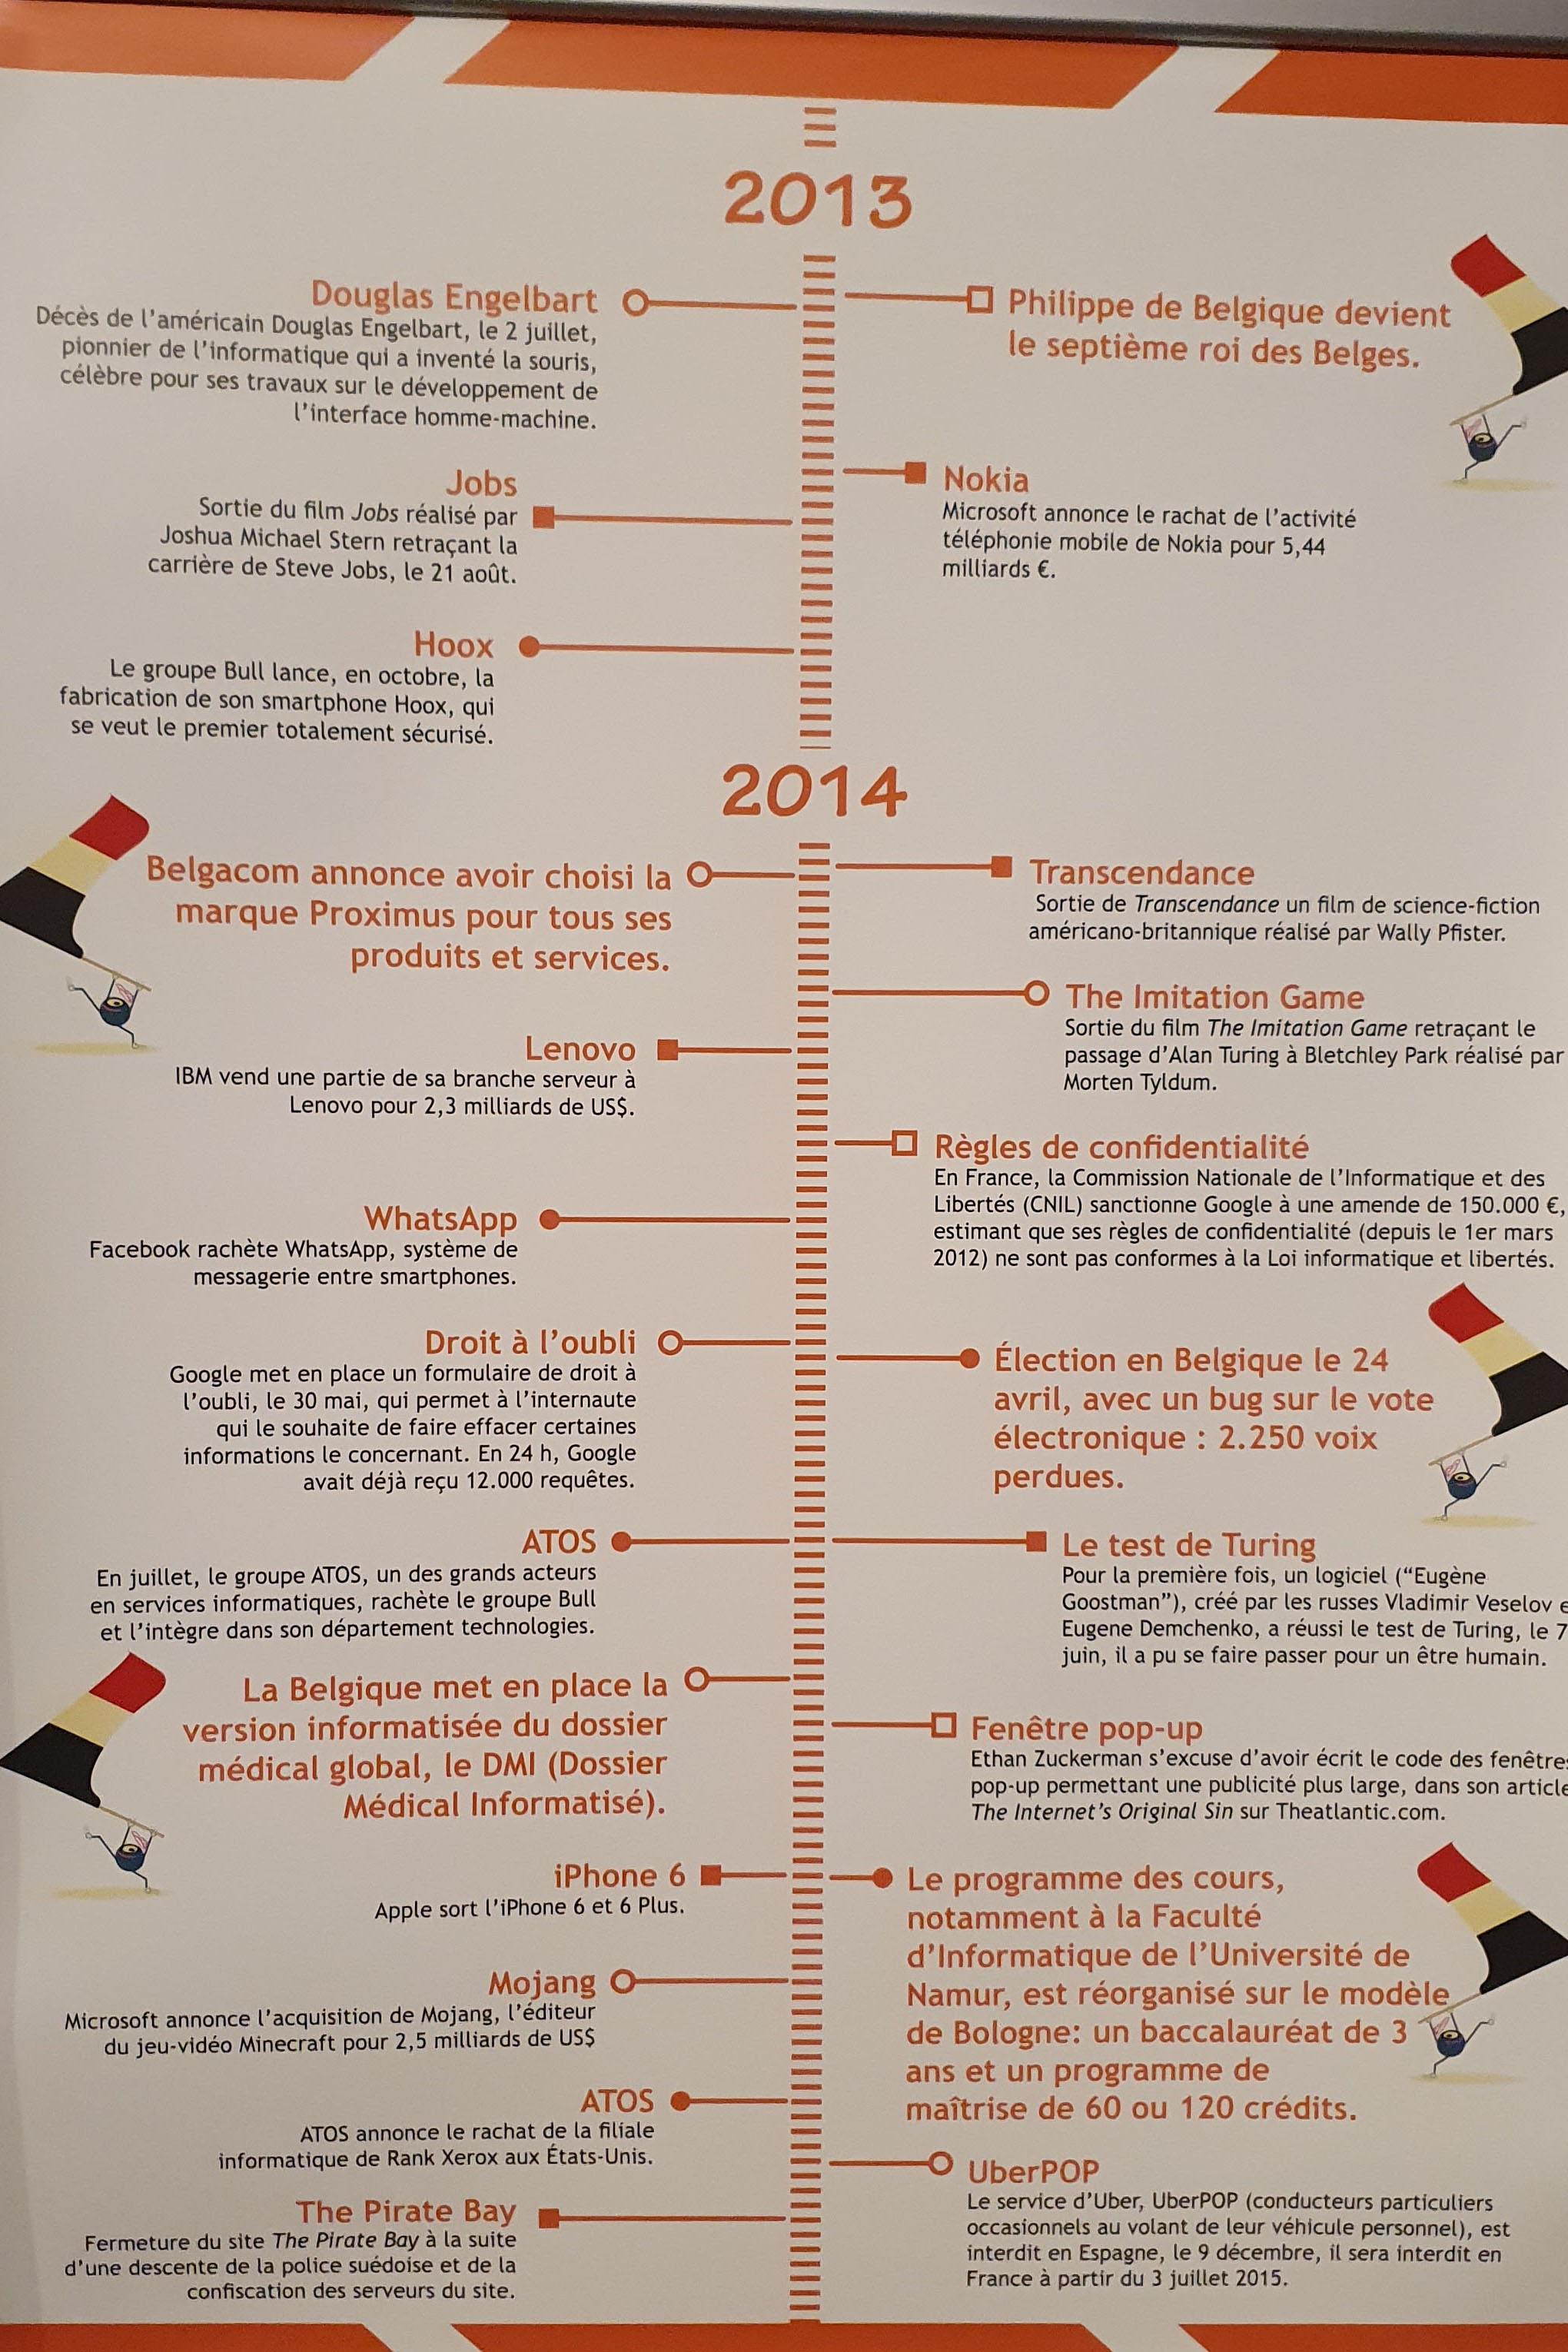 2013
Douglas Engelbart
Décès de l'américain Douglas Engelbart, le 2 juillet,
pionnier de l'informatique qui a inventé la souris,
célèbre pour ses travaux sur le développement de
l'interface homme-machine.
Philippe de Belgique devient
le septième roi des Belges.
Jobs
Sortie du film Jobs réalisé par
Joshua Michael Stern retraçant la
carrière de Steve Jobs, le 21 août.
Nokia
Microsoft annonce le rachat de l'activité
téléphonie mobile de Nokia pour 5,44
milliards €.
Hoox
Le groupe Bull lance, en octobre, la
fabrication de son smartphone Hoox, qui
se veut le premier totalement sécurisé.
2014
Belgacom annonce avoir choisi la
marque Proximus pour tous ses
produits et services.
Transcendance
Sortie de Transcendance un film de science-fiction
américano-britannique réalisé par Wally Pfister.
The Imitation Game
Sortie du film The Imitation Game retraçant le
passage d'Alan Turing à Bletchley Park réalisé par
Morten Tyldum.
Lenovo
IBM vend une partie de sa branche serveur à
Lenovo pour 2,3 milliards de US$.
Règles de confidentialité
En France, la Commission Nationale de l'Informatique et des
Libertés (CNIL) sanctionne Google à une amende de 150.000 €,
estimant que ses règles de confidentialité (depuis le 1er mars
2012) ne sont pas conformes à la Loi informatique et libertés.
WhatsApp
Facebook rachète WhatsApp, système de
messagerie entre smartphones.
Droit à l'oubli
Google met en place un formulaire de droit à
l'oubli, le 30 mai, qui permet à l'internaute
qui le souhaite de faire effacer certaines
informations le concernant. En 24 h, Google
avait déjà reçu 12.000 requêtes.
Élection en Belgique le 24
avril, avec un bug sur le vote
électronique : 2.250 voix
perdues.
ATOS
En juillet, le groupe ATOS, un des grands acteurs
en services informatiques, rachète le groupe Bull
et l'intègre dans son département technologies.
Le test de Turing
Pour la première fois, un logiciel ("Eugène
Goostman"), créé par les russes Vladimir Veselov
Eugene Demchenko, a réussi le test de Turing, le 7
juin, il a pu se faire passer pour un être humain.
La Belgique met en place la
version informatisée du dossier
médical global, le DMI (Dossier
Médical Informatisé).
Fenêtre pop-up
Ethan Zuckerman s'excuse d'avoir écrit le code des fenêtres
pop-up permettant une publicité plus large, dans son article
The Internet's Original Sin sur Theatlantic.com.
iPhone 6
Apple sort l'iPhone 6 et 6 Plus.
Le programme des cours,
notamment à la Faculté
d'Informatique de l'Université de
Namur, est réorganisé sur le modèle
de Bologne: un baccalauréat de 3
ans et un programme de
maîtrise de 60 ou 120 crédits.
Mojang
Microsoft annonce l'acquisition de Mojang, l'éditeur
du jeu-vidéo Minecraft pour 2,5 milliards de US$
ATOS
ATOS annonce le rachat de la filiale
informatique de Rank Xerox aux États-Unis.
UberPOP
Le service d'Uber, UberPOP (conducteurs particuliers
occasionnels au volant de leur véhicule personnel), est
interdit en Espagne, le 9 décembre, il sera interdit en
France à partir du 3 juillet 2015.
The Pirate Bay
Fermeture du site The Pirate Bay à la suite
d'une descente de la police suédoise et de la
confiscation des serveurs du site.